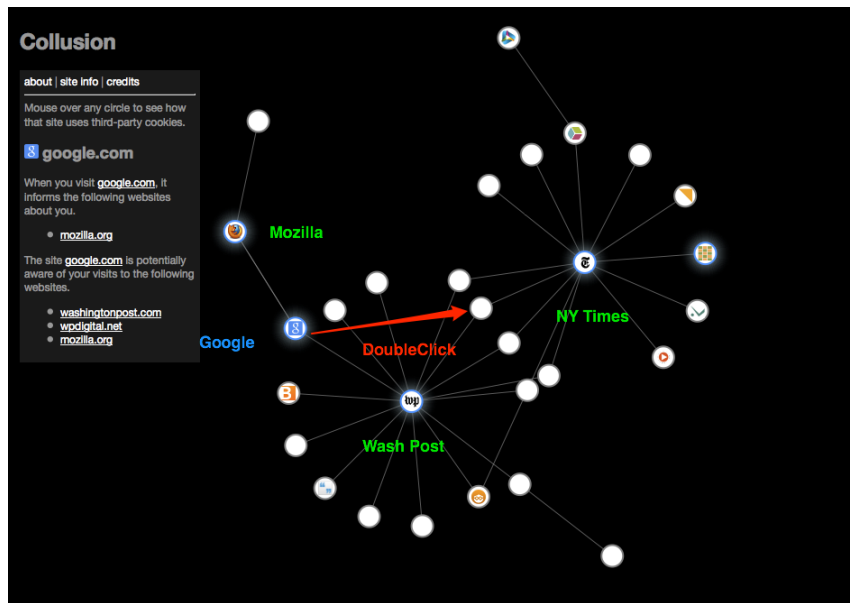 Collusion
about | site info | credits
Mouse over any circle to see how
that site uses third-party cookies.
8 google.com
When you visit google.com, it
informs the following websites
about you.
mozilla.org
The site google.com is potentially
aware of your visits to the following
websites.
washingtonpost.com
wpdigital.net
mozilla.org
Mozilla
NY Times
Google
DoubleClick
8
T
B
wp
Wash Post